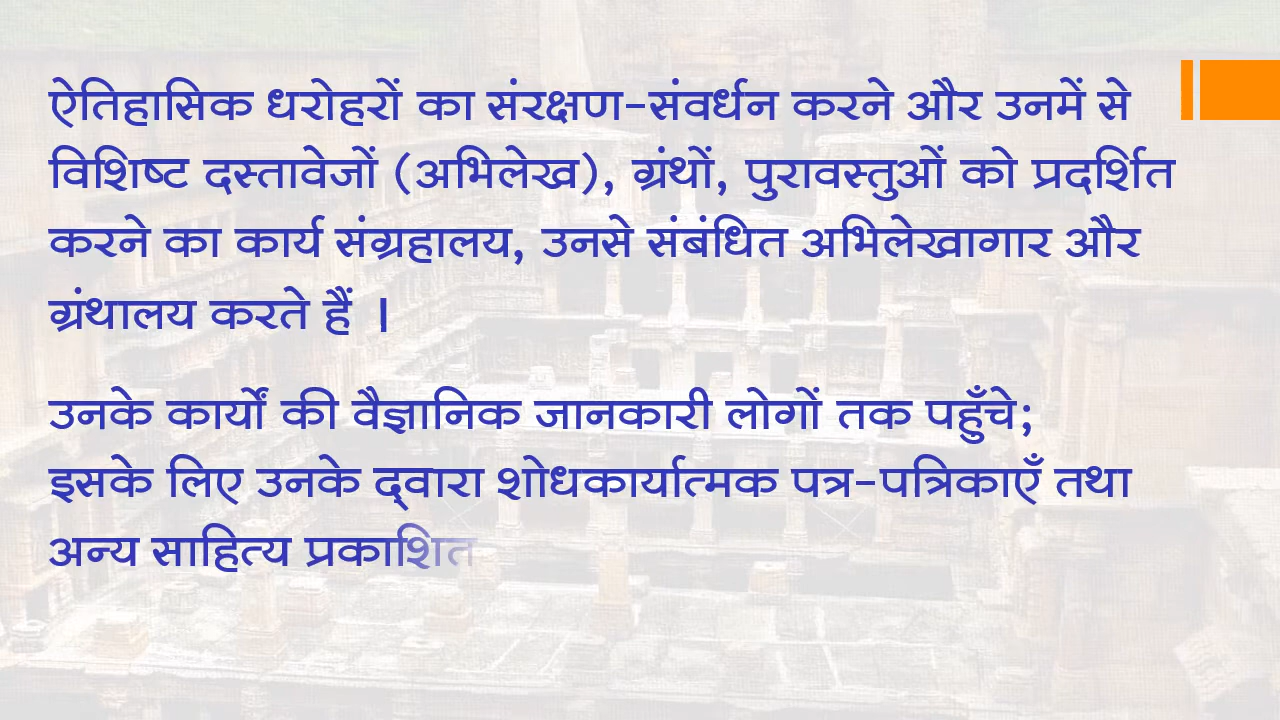 ऐतिहासिक धरोहरों का संरक्षण-संवर्धन करने और उनमें से
विशिष्ट दस्तावेजों (अभिलेख), ग्रंथों, पुरावस्तुओं को प्रदर्शित
करने का कार्य संग्रहालय, उनसे संबंधित अभिलेखागार और
ग्रंथालय करते हैं ।
उनके कार्यों की वैज्ञानिक जानकारी लोगों तक पहुँचे;
इसके लिए उनके द्‌वारा शोधकार्यात्मक पत्र-पत्रिकाएँ तथा
अन्य साहित्य प्रकाशित